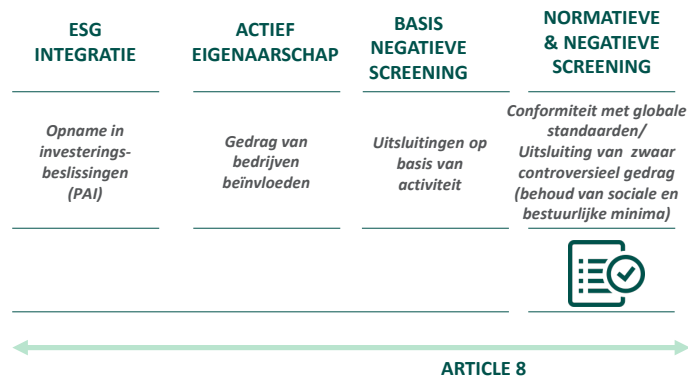 ESG
INTEGRATIE
ACTIEF
EIGENAARSCHAP
BASIS
NEGATIEVE
SCREENING
NORMATIEVE
& NEGATIEVE
SCREENING
Opname in
investerings-
beslissingen
(PAI)
Gedrag van
bedrijven
beïnvloeden
Uitsluitingen op
basis van
activiteit
Conformiteit met globale
standaarden/
Uitsluiting van zwaar
controversieel gedrag
(behoud van sociale en
bestuurlijke minima)
ARTICLE 8